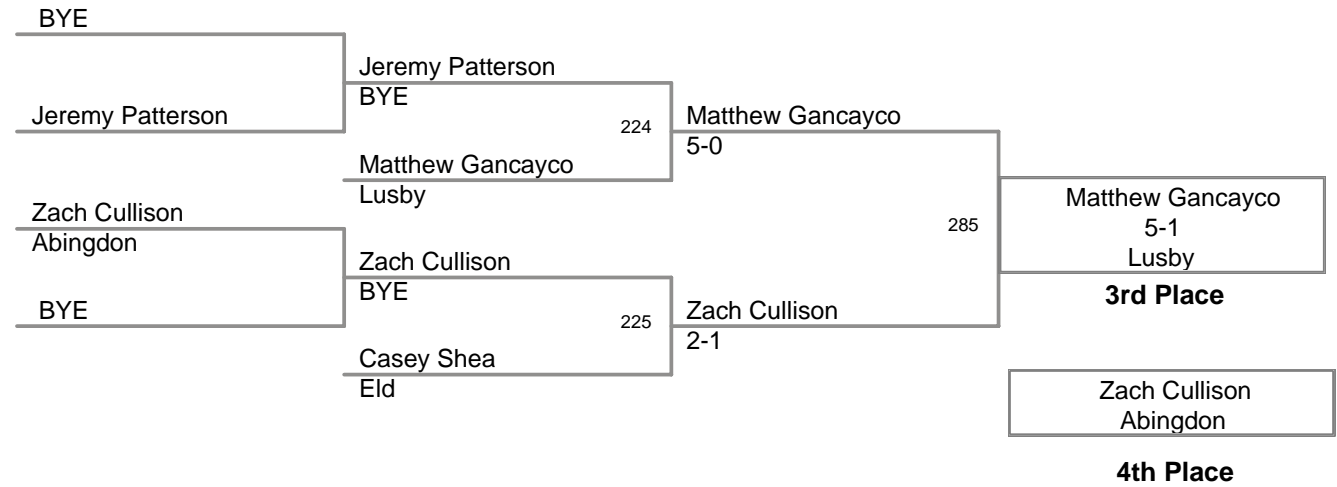 BYE
Jeremy Patterson
BYE
Jeremy Patterson
224
Matthew Gancayco
5-0
Matthew Gancayco
Lusby
Zach Cullison
Abingdon
285
Matthew Gancayco
5-1
Lusby
3rd Place
Zach Cullison
BYE
BYE
225
Zach Cullison
2-1
Casey Shea
Eld
Zach Cullison
Abingdon
4th Place